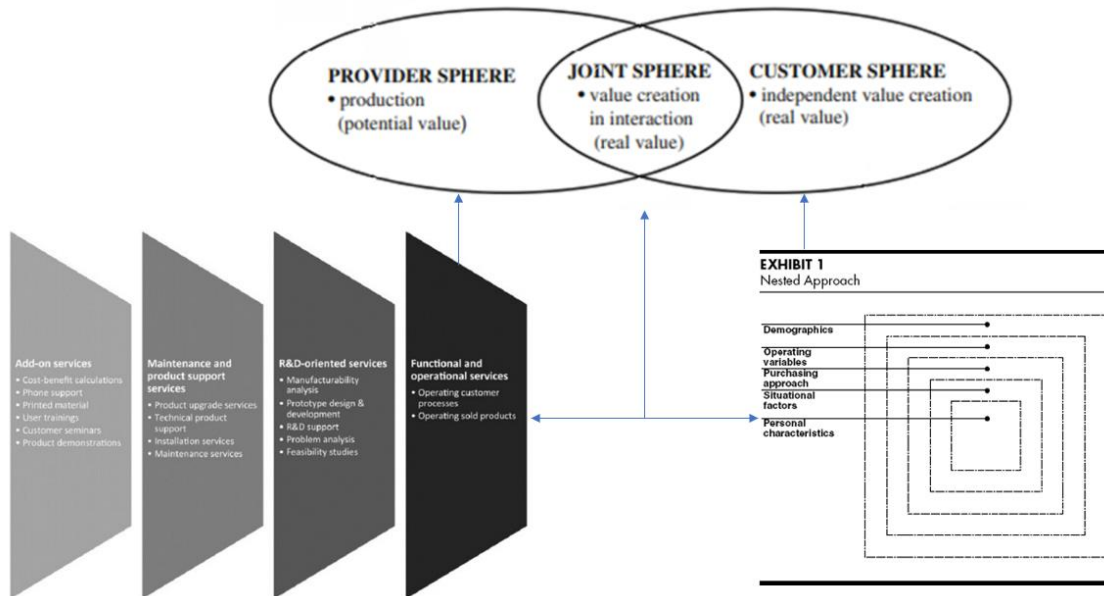 PROVIDER SPHERE
• production
(potential value)
JOINT SPHERE
• value creation
in interaction
(real value)
CUSTOMER SPHERE
• independent value creation
(real value)
Add-on services
• Cost-benefit calculations
• Phone support
• Printed material
• User trainings
• Customer seminars
• Product demonstrations
Maintenance and
product support
services
• Product upgrade services
• Technical product
support
• Installation services
• Maintenance services
R&D-oriented services
• Manufacturability
analysis
• Prototype design &
development
• R&D support
• Problem analysis
• Feasibility studies
Functional and
operational services
• Operating customer
processes
• Operating sold products
EXHIBIT 1
Nested Approach
Demographics
Operating
variables
Purchasing
approach
Situational
factors
Personal
characteristics